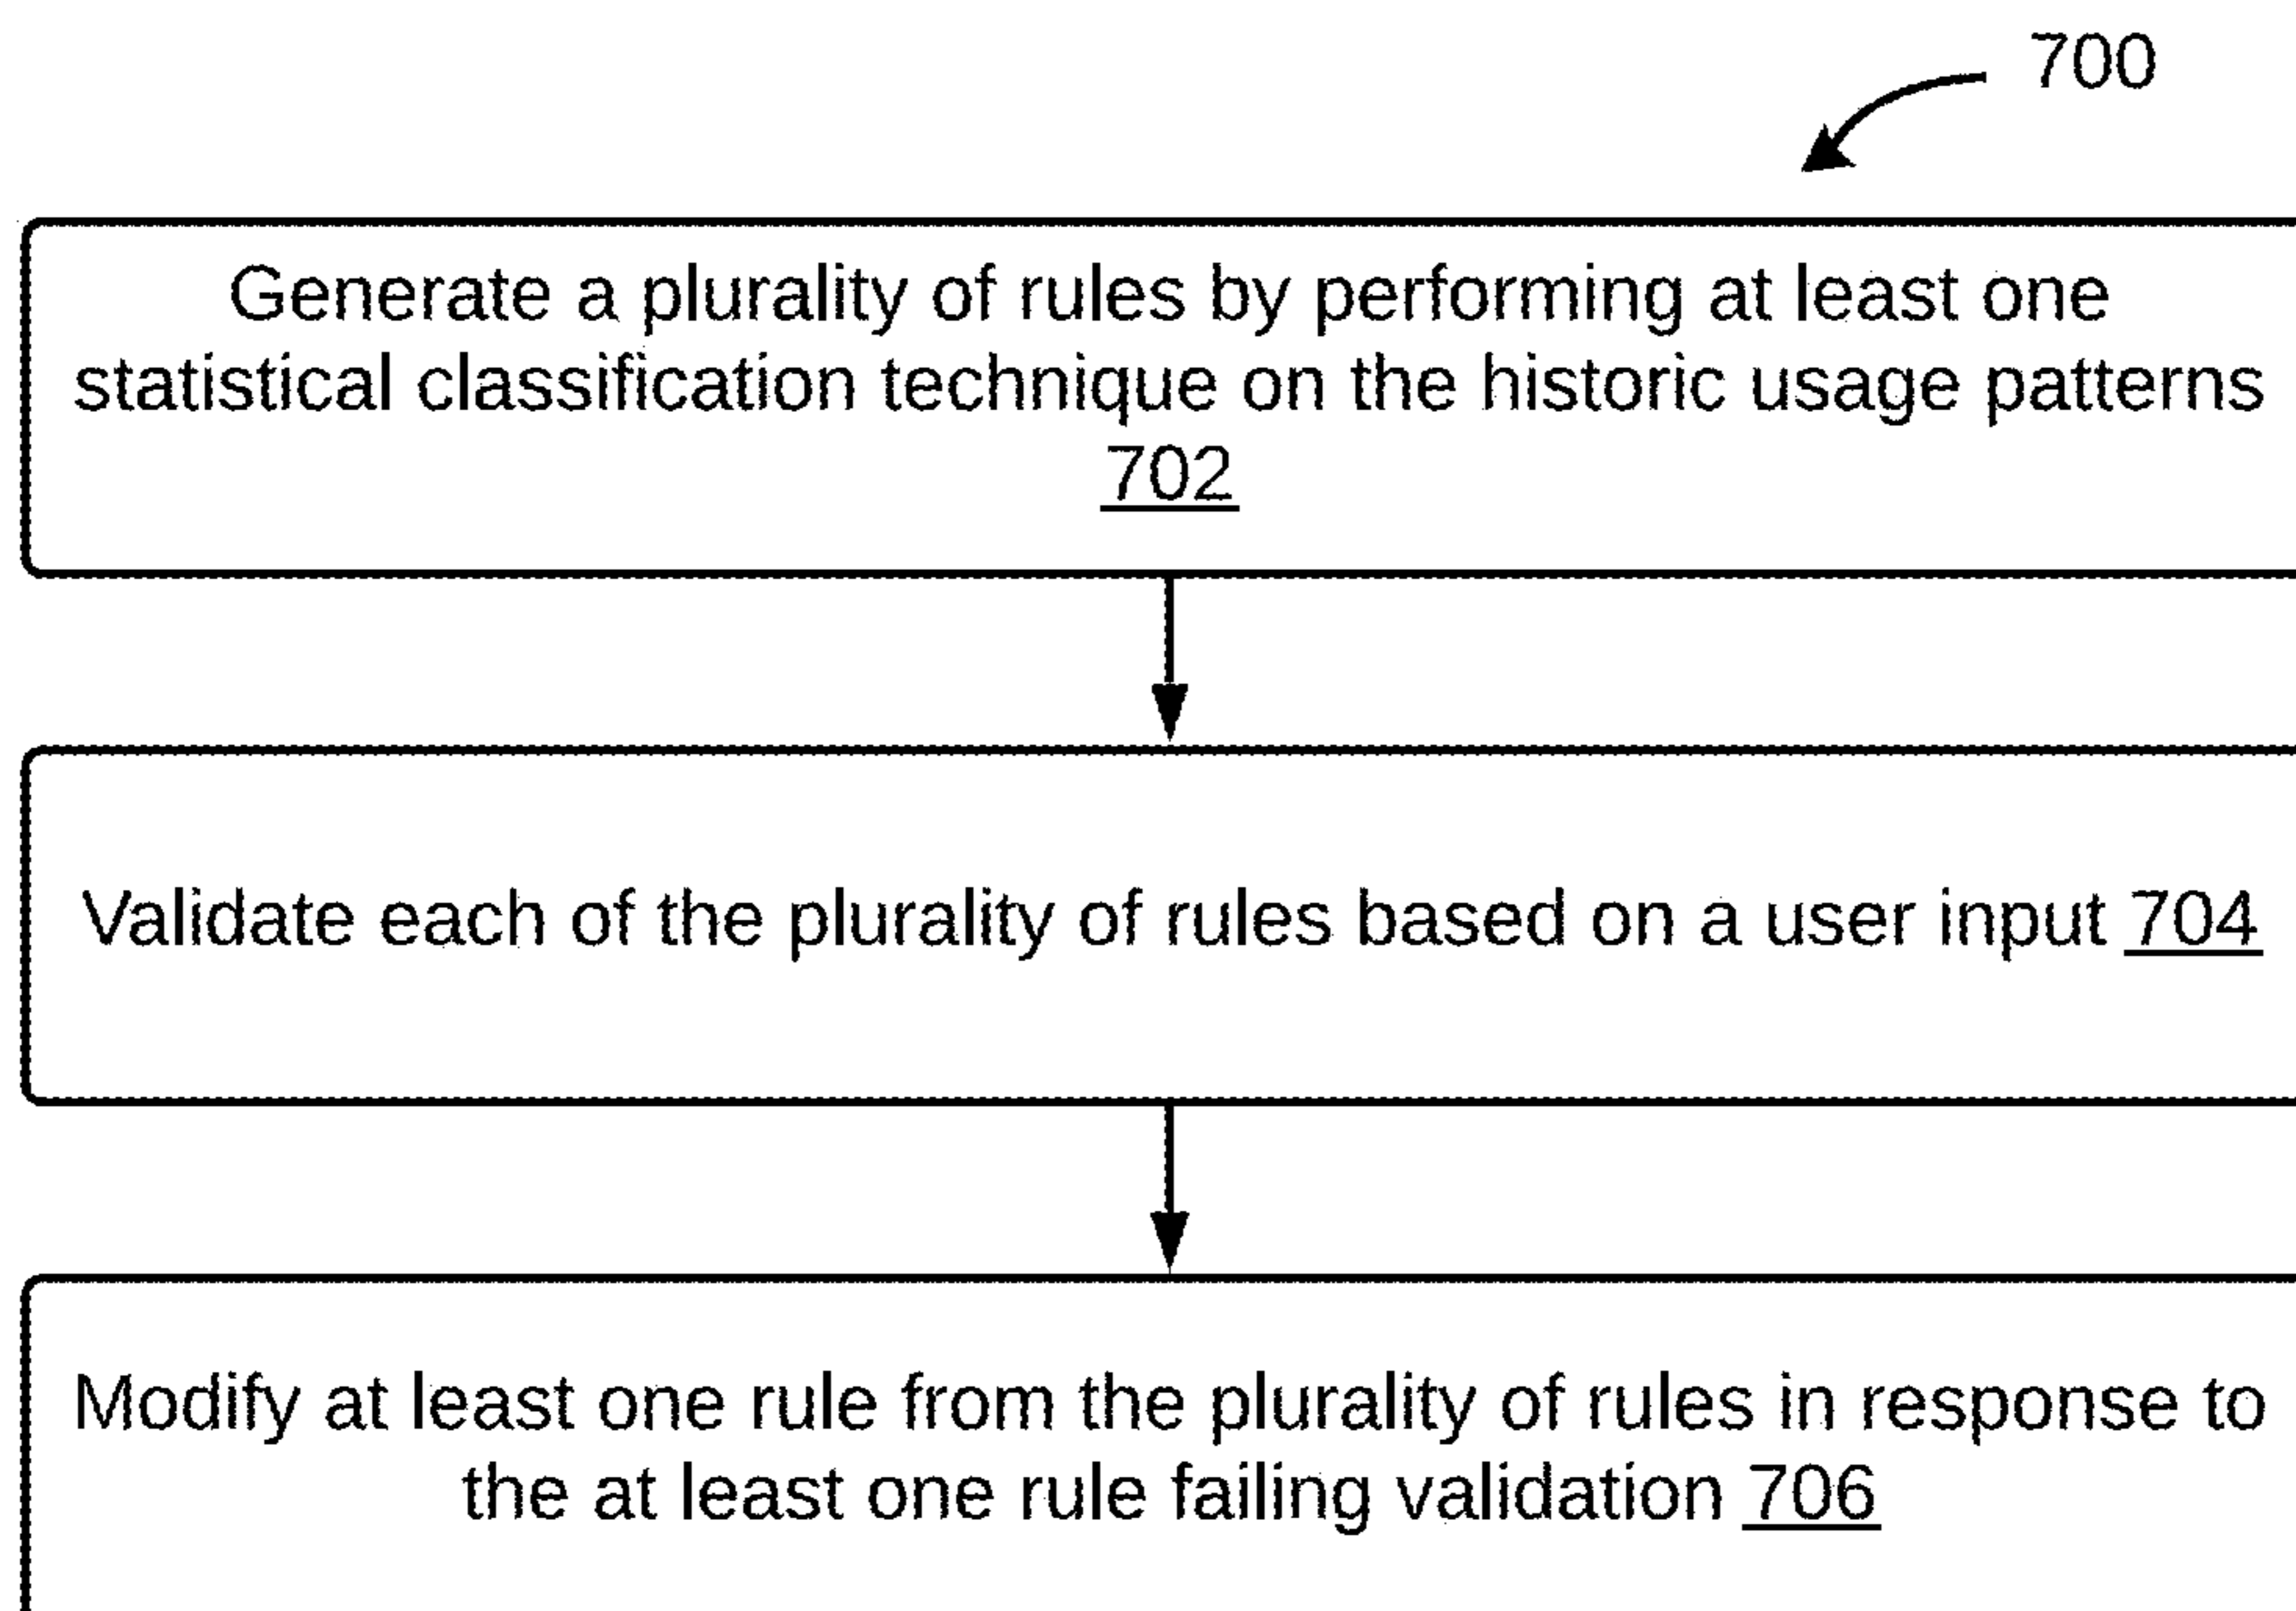 700
Generate a plurality of rules by performing at least one
statistical classification technique on the historic usage patterns
702
Validate each of the plurality of rules based on a user input 704
Modify at least one rule from the plurality of rules in response to
the at least one rule failing validation 706